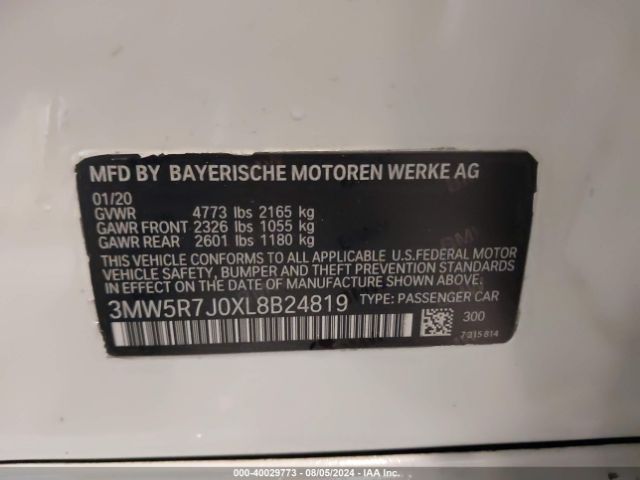 MFD BY BAYERISCHE MOTOREN WERKE AG
01/20
GVWR 4773 lbs 2165 kg
GAWR FRONT 2326 lbs 1055 kg
GAWR REAR 2601 lbs 1180 kg
THIS VEHICLE CONFORMS TO ALL APPLICABLE U.S.FEDERAL MOTOR
VEHICLE SAFETY, BUMPER AND THEFT PREVENTION STANDARDS
IN EFFECT ON THE DATE OF MANUFACTURE SHOWN ABOVE.
3MW5R7J0XL8B24819 TYPE: PASSENGER CAR
300
7 315 814
000-40029773 - 08/05/2024 - IAA Inc.